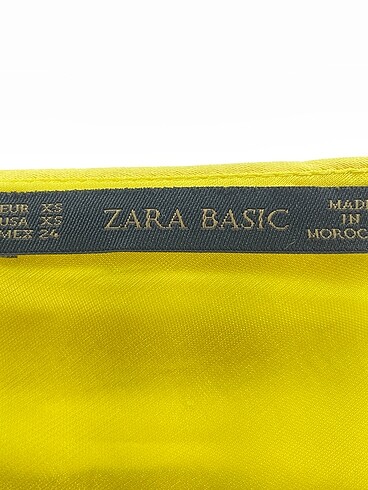 EUR XS
USA XS
MEX 24
ZARA BASIC
MADE
IN
MOROC